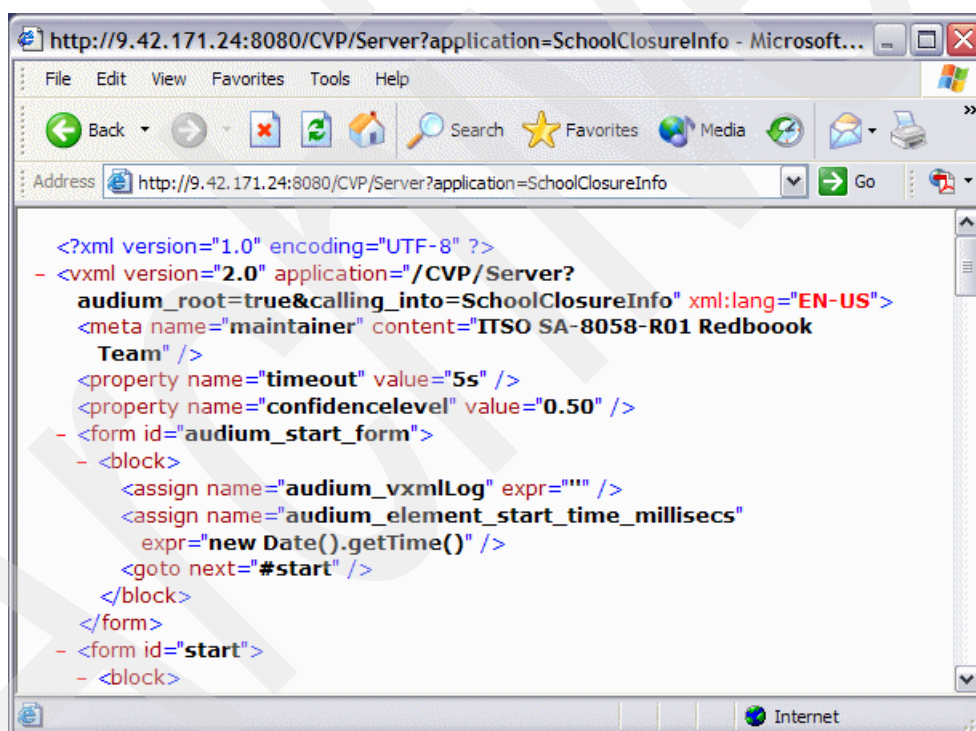 http://9.42.171.24:8080/CVP/Server?application=SchoolClosureInfo - Microsoft...
File Edit View Favorites Tools Help
Back Search Favorites Media »
Address http://9.42.171.24:8080/CVP/Server?application=SchoolClosureInfo Go
<?xml version="1.0" encoding="UTF-8" ?>
- <vxml version="2.0" application="/CVP/Server?
audium_root=true&calling_into=SchoolClosureInfo" xml:lang="EN-US">
<meta name="maintainer" content="ITSO SA-8058-R01 Redboook
Team" />
<property name="timeout" value="5s" />
<property name="confidencelevel" value="0.50" />
- <form id="audium_start_form">
- <block>
<assign name="audium_vxmlLog" expr="''" />
<assign name="audium_element_start_time_millisecs"
expr="new Date().getTime()" />
<goto next="#start" />
</block>
</form>
- <form id="start">
- <block>
Internet